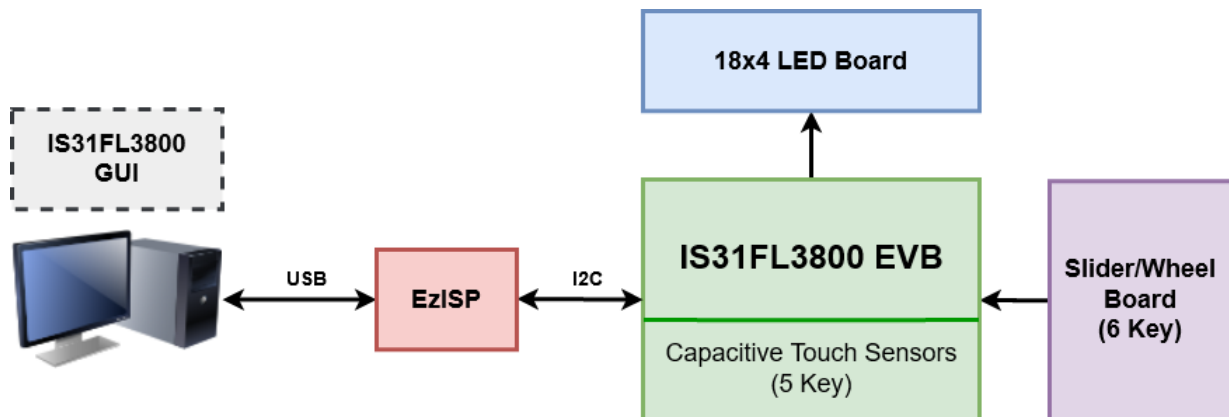 18x4 LED Board
IS31FL3800
GUI
USB
EzISP
I2C
IS31FL3800 EVB
Capacitive Touch Sensors
(5 Key)
Slider/Wheel
Board
(6 Key)